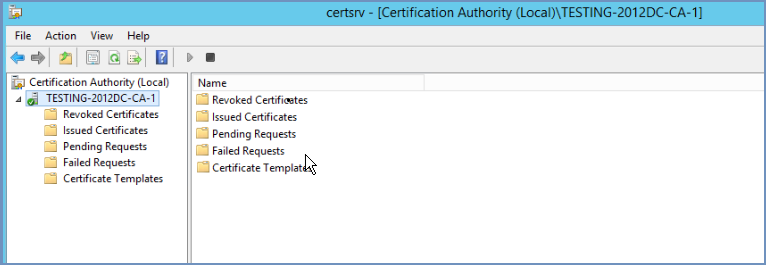 certsrv - [Certification Authority (Local)\TESTING-2012DC-CA-1]
File Action View Help
Certification Authority (Local)
TESTING-2012DC-CA-1
Revoked Certificates
Issued Certificates
Pending Requests
Failed Requests
Certificate Templates
Name
Revoked Certificates
Issued Certificates
Pending Requests
Failed Requests
Certificate Templates